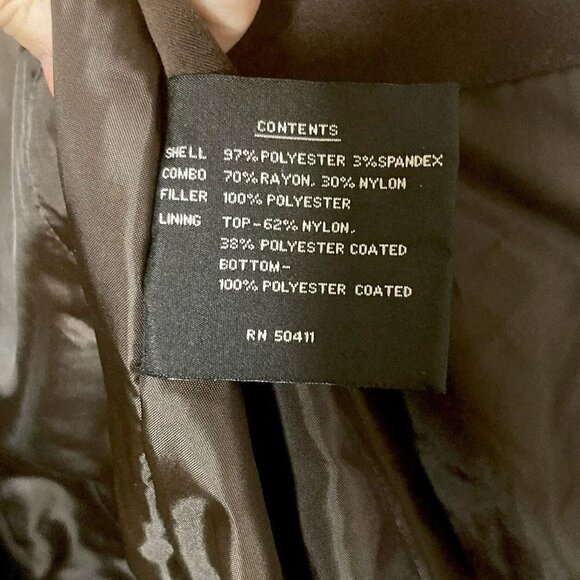 CONTENTS
SHELL 97% POLYESTER 3% SPANDEX
COMBO 70% RAYON, 30% NYLON
FILLER 100% POLYESTER
LINING TOP-62% NYLON,
38% POLYESTER COATED
BOTTOM-
100% POLYESTER COATED
RN 50411